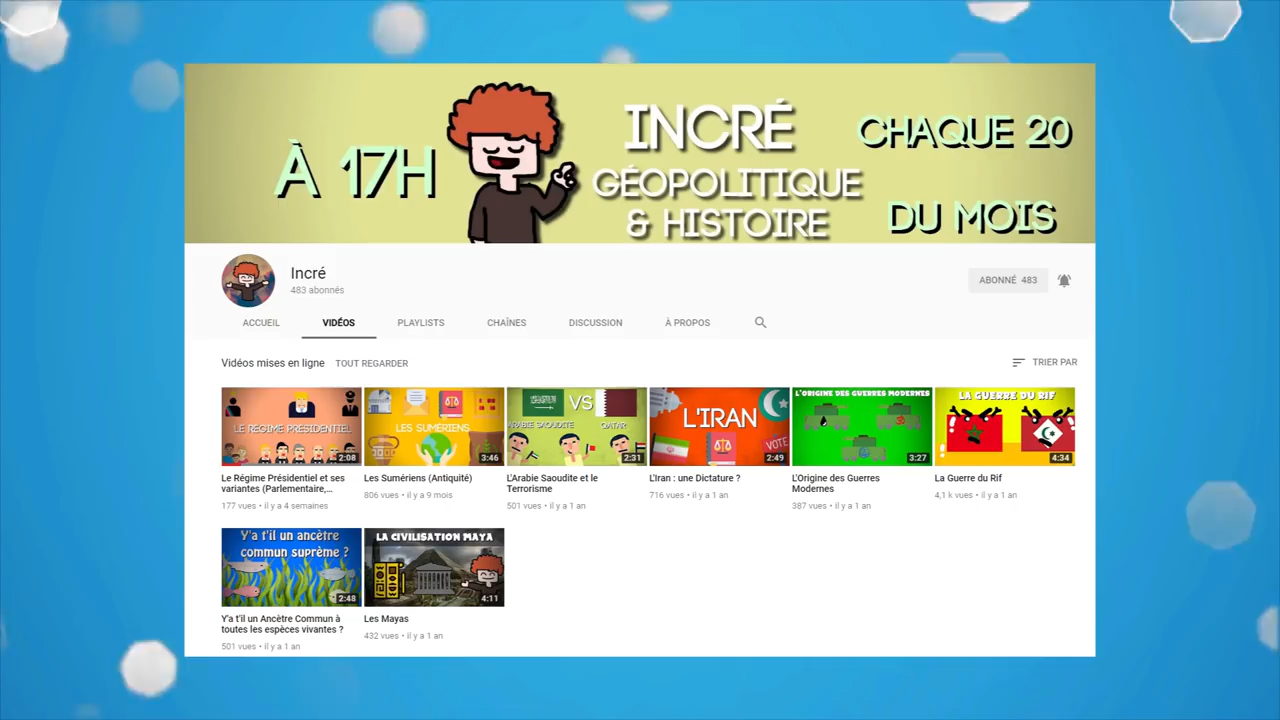 À 17H
INCRÉ
GÉOPOLITIQUE
& HISTOIRE
CHAQUE 20
DU MOIS
Incré
483 abonnés
ABONNÉ 483
ACCUEIL VIDÉOS PLAYLISTS CHAÎNES DISCUSSION À PROPOS
Vidéos mises en ligne TOUT REGARDER
TRIER PAR
LE REGIME PRESIDENTIEL
2:08
Le Régime Présidentiel et ses
variantes (Parlementaire,...
177 vues • il y a 4 semaines
LES SUMÉRIENS
3:46
Les Sumériens (Antiquité)
806 vues • il y a 9 mois
VS
ARABIE SAOUDITE QATAR
2:31
L'Arabie Saoudite et le
Terrorisme
501 vues • il y a 1 an
L'IRAN
VOTE
2:49
L'Iran : une Dictature ?
716 vues • il y a 1 an
L'ORIGINE DES GUERRES MODERNES
3:27
L'Origine des Guerres
Modernes
387 vues • il y a 1 an
LA GUERRE DU RIF
4:34
La Guerre du Rif
4,1 k vues • il y a 1 an
Y'a t'il un ancètre
commun suprème ?
2:48
Y'a t'il un Ancètre Commun à
toutes les espèces vivantes ?
501 vues • il y a 1 an
LA CIVILISATION MAYA
4:11
Les Mayas
432 vues • il y a 1 an